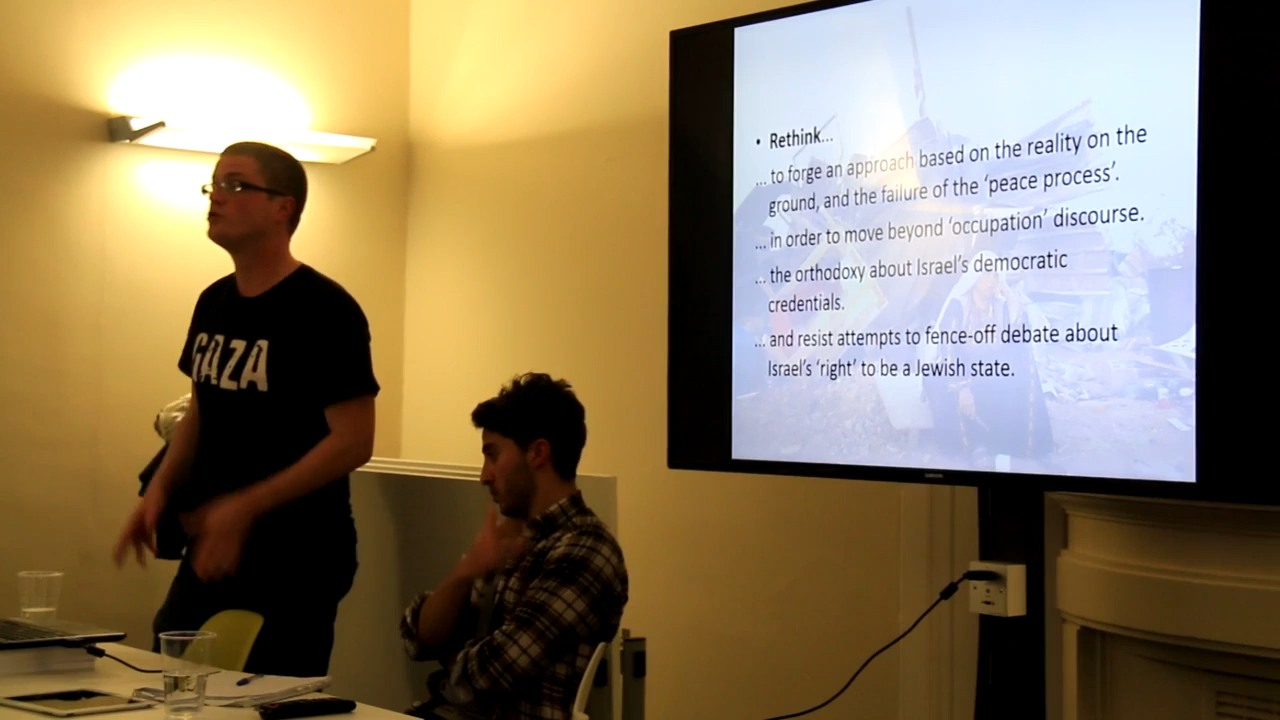 GAZA
• Rethink...
... to forge an approach based on the reality on the
ground, and the failure of the ‘peace process’.
... in order to move beyond ‘occupation’ discourse.
... the orthodoxy about Israel’s democratic
credentials.
... and resist attempts to fence-off debate about
Israel’s ‘right’ to be a Jewish state.
SAMSUNG